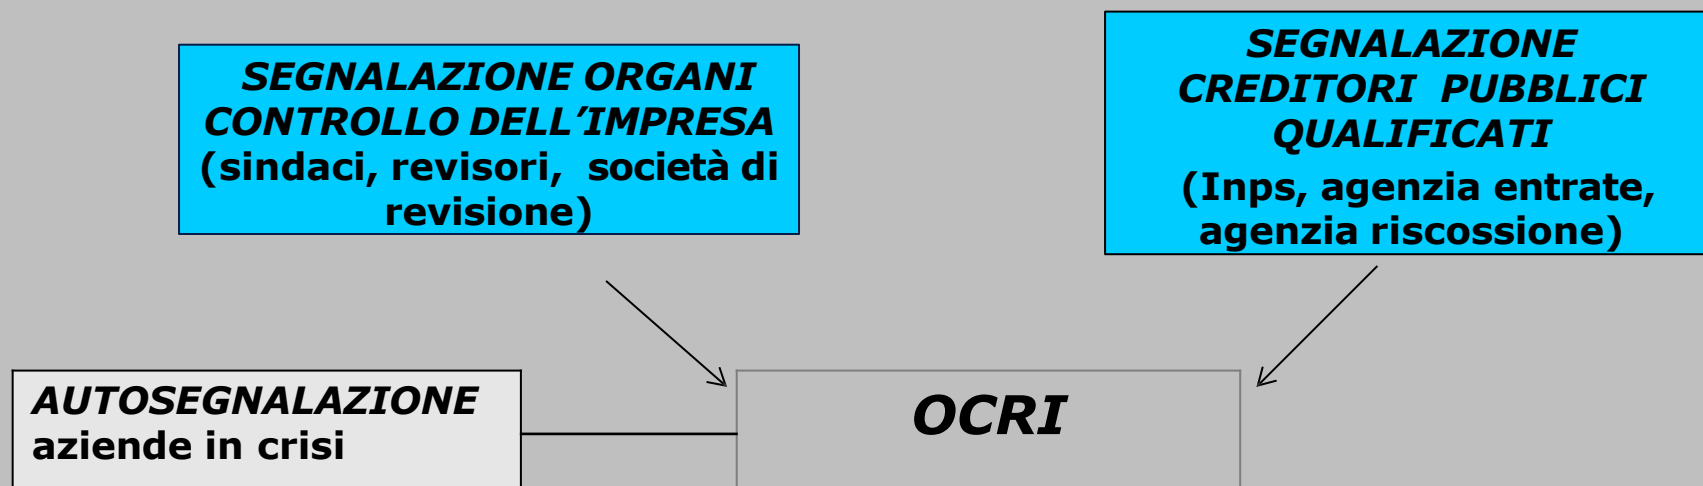 SEGNALAZIONE ORGANI
CONTROLLO DELL’IMPRESA
(sindaci, revisori, società di
revisione)
SEGNALAZIONE
CREDITORI PUBBLICI
QUALIFICATI
(Inps, agenzia entrate,
agenzia riscossione)
AUTOSEGNALAZIONE
aziende in crisi
OCRI